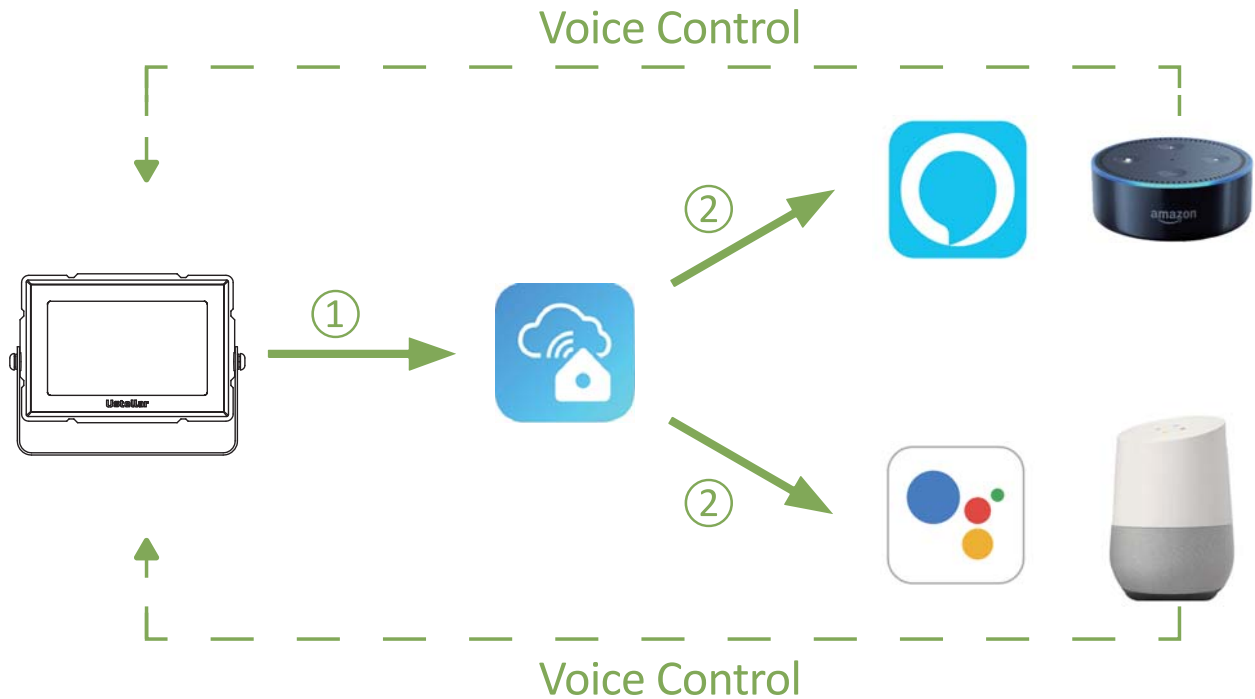 Voice Control
②
amazon
①
Ustellar
②
Voice Control